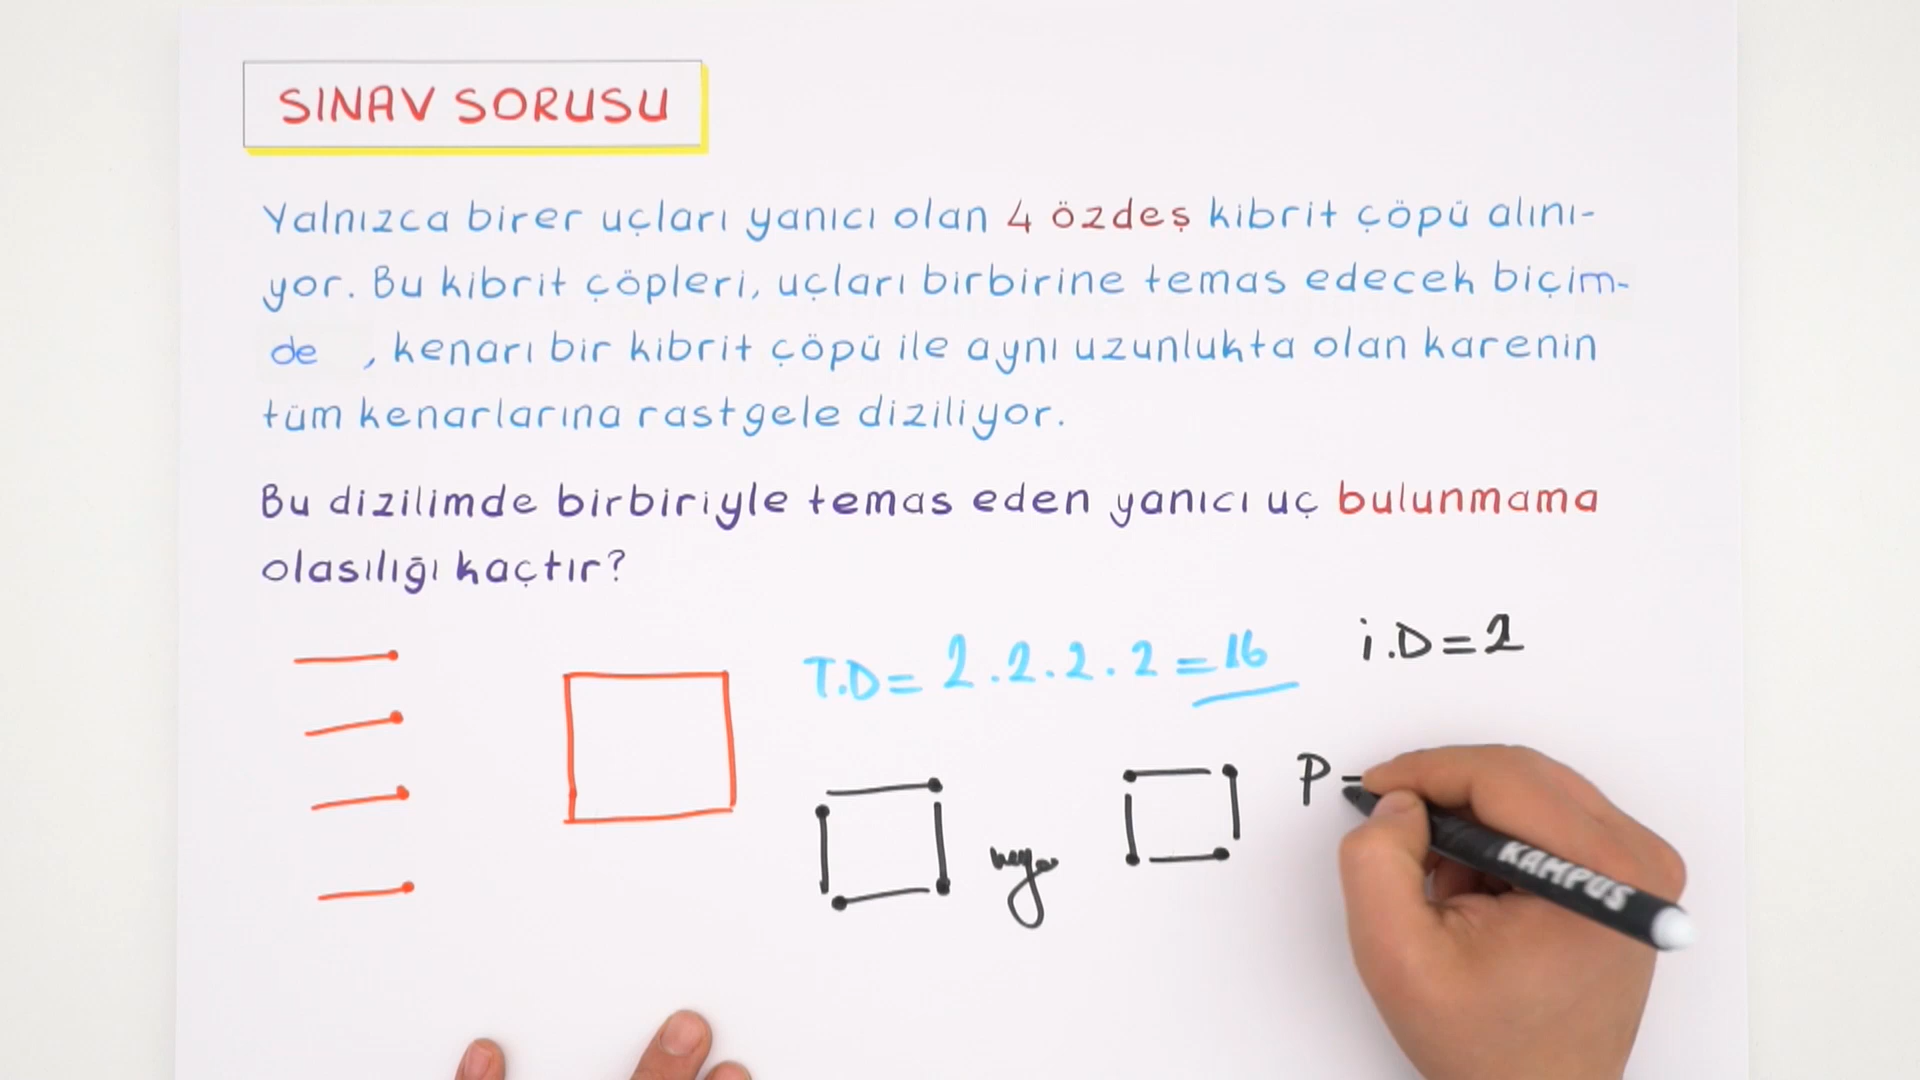 SINAV SORUSU
Yalnızca birer uçları yanıcı olan 4 özdeş kibrit çöpü alını-
yor. Bu kibrit çöpleri, uçları birbirine temas edecek biçim-
de , kenarı bir kibrit çöpü ile aynı uzunlukta olan karenin
tüm kenarlarına rastgele diziliyor.
Bu dizilimde birbiriyle temas eden yanıcı uç bulunmama
olasılığı kaçtır?
T.D = 2.2.2.2 = 16
i.D = 2
veya
P =
KAMPUS